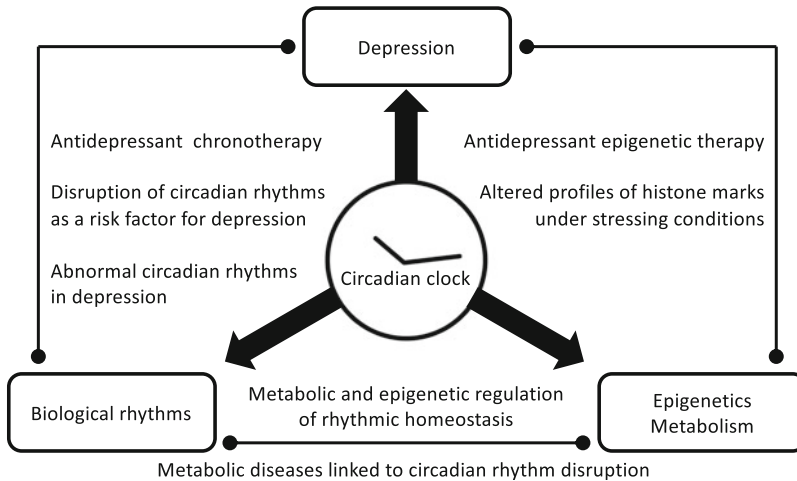 Depression
Antidepressant chronotherapy
Disruption of circadian rhythms
as a risk factor for depression
Abnormal circadian rhythms
in depression
Antidepressant epigenetic therapy
Altered profiles of histone marks
under stressing conditions
Circadian clock
Biological rhythms
Metabolic and epigenetic regulation
of rhythmic homeostasis
Epigenetics
Metabolism
Metabolic diseases linked to circadian rhythm disruption